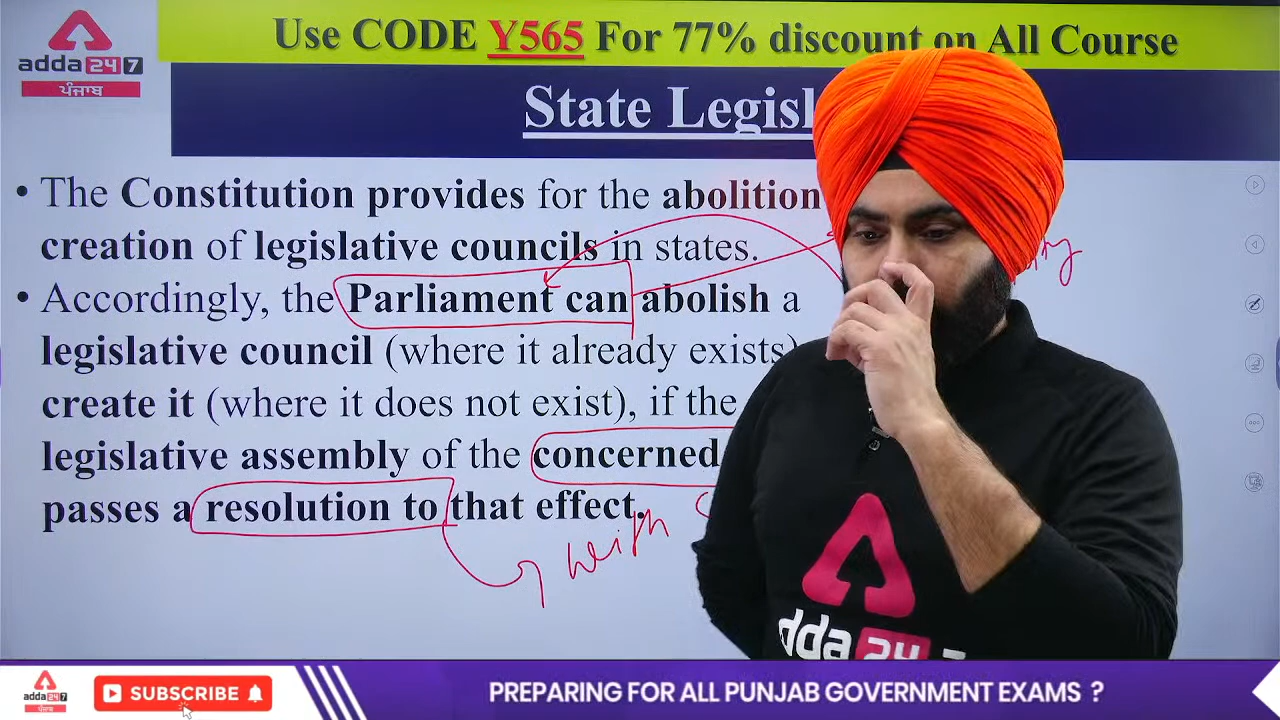 Use CODE Y565 For 77% discount on All Course
adda247
ਪੰਜਾਬ
State Legisl
• The Constitution provides for the abolition
creation of legislative councils in states.
• Accordingly, the Parliament can abolish a
legislative council (where it already exists)
create it (where it does not exist), if the
legislative assembly of the concerned
passes a resolution to that effect.
with
adda247
adda247
ਪੰਜਾਬ
SUBSCRIBE
PREPARING FOR ALL PUNJAB GOVERNMENT EXAMS ?